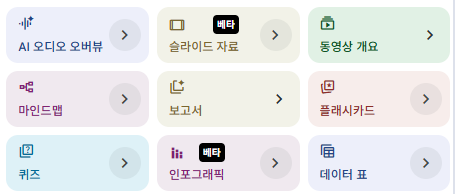 AI 오디오 오버뷰
베타
슬라이드 자료
동영상 개요
마인드맵
보고서
플래시카드
퀴즈
베타
인포그래픽
데이터 표